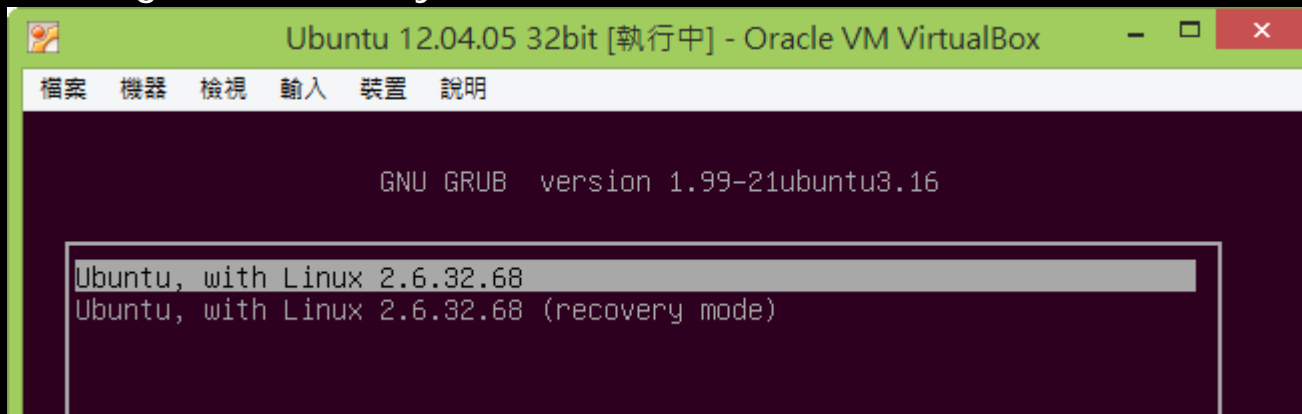 Ubuntu 12.04.05 32bit [執行中] - Oracle VM VirtualBox
檔案 機器 檢視 輸入 裝置 說明
GNU GRUB version 1.99-21ubuntu3.16
Ubuntu, with Linux 2.6.32.68
Ubuntu, with Linux 2.6.32.68 (recovery mode)